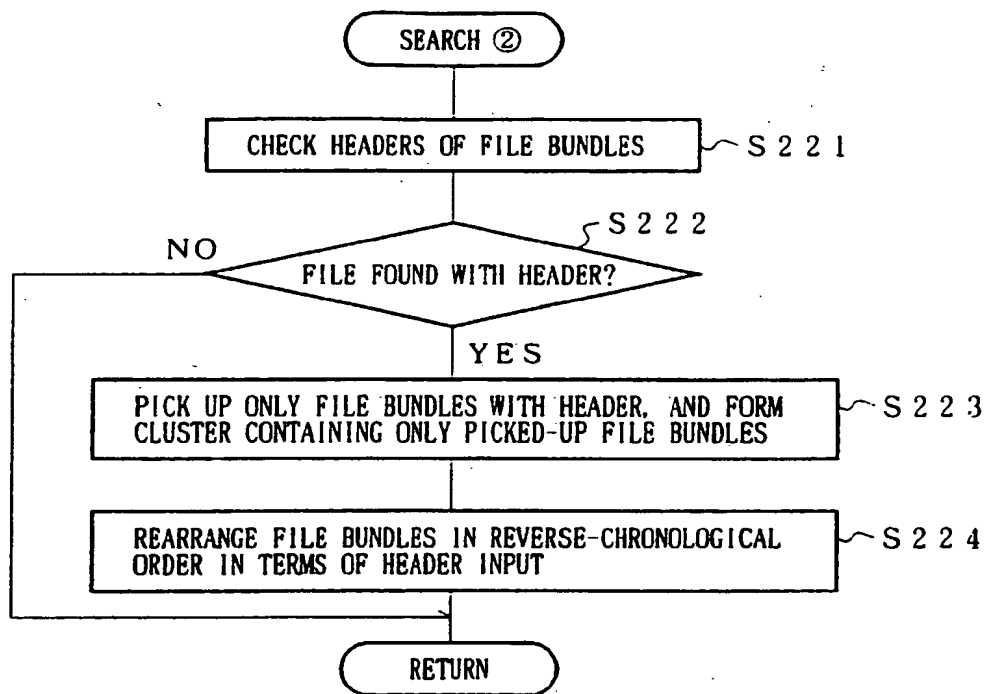 SEARCH ②
CHECK HEADERS OF FILE BUNDLES
S221
S222
NO
FILE FOUND WITH HEADER?
YES
PICK UP ONLY FILE BUNDLES WITH HEADER, AND FORM
CLUSTER CONTAINING ONLY PICKED-UP FILE BUNDLES
S223
REARRANGE FILE BUNDLES IN REVERSE-CHRONOLOGICAL
ORDER IN TERMS OF HEADER INPUT
S224
RETURN